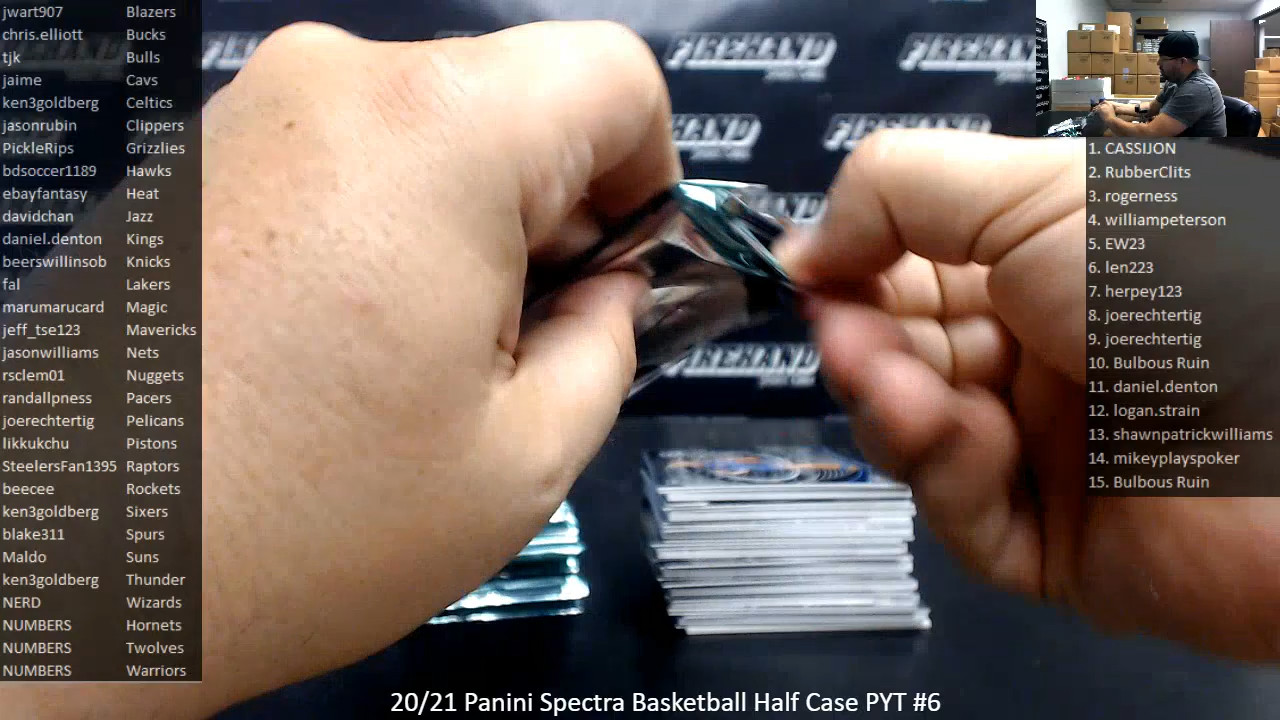 jwart907 Blazers
chris.elliott Bucks
tjk Bulls
jaime Cavs
ken3goldberg Celtics
jasonrubin Clippers
PickleRips Grizzlies
bdsoccer1189 Hawks
ebayfantasy Heat
davidchan Jazz
daniel.denton Kings
beerswillinsob Knicks
fal Lakers
marumarucard Magic
jeff_tse123 Mavericks
jasonwilliams Nets
rsclem01 Nuggets
randallpness Pacers
joerechtertig Pelicans
likkukchu Pistons
SteelersFan1395 Raptors
beecee Rockets
ken3goldberg Sixers
blake311 Spurs
Maldo Suns
ken3goldberg Thunder
NERD Wizards
NUMBERS Hornets
NUMBERS Twolves
NUMBERS Warriors
FIREHAND
FIREHAND
FIREHAND
FIREHAND
FIREHAND
FIREHAND
1. CASSIJON
2. RubberClits
3. rogerness
4. williampeterson
5. EW23
6. len223
7. herpey123
8. joerechtertig
9. joerechtertig
10. Bulbous Ruin
11. daniel.denton
12. logan.strain
13. shawnpatrickwilliams
14. mikeyplayspoker
15. Bulbous Ruin
20/21 Panini Spectra Basketball Half Case PYT #6